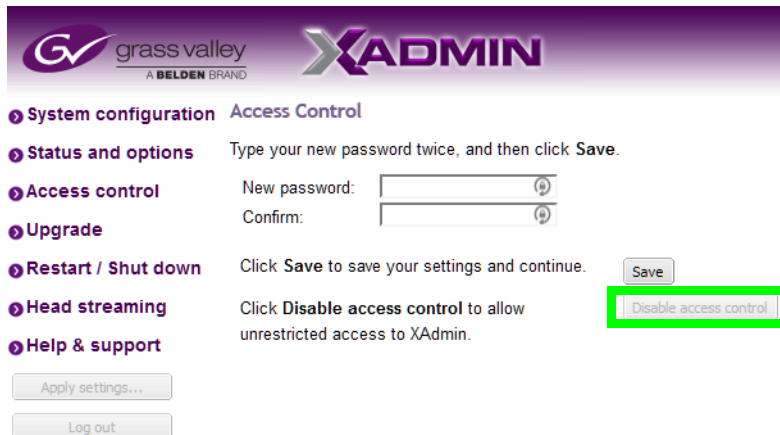 GV grass valley
A BELDEN BRAND
XADMIN
System configuration
Status and options
Access control
Upgrade
Restart / Shut down
Head streaming
Help & support
Apply settings...
Log out
Access Control
Type your new password twice, and then click Save.
New password:
Confirm:
Click Save to save your settings and continue.
Save
Click Disable access control to allow
unrestricted access to XAdmin.
Disable access control